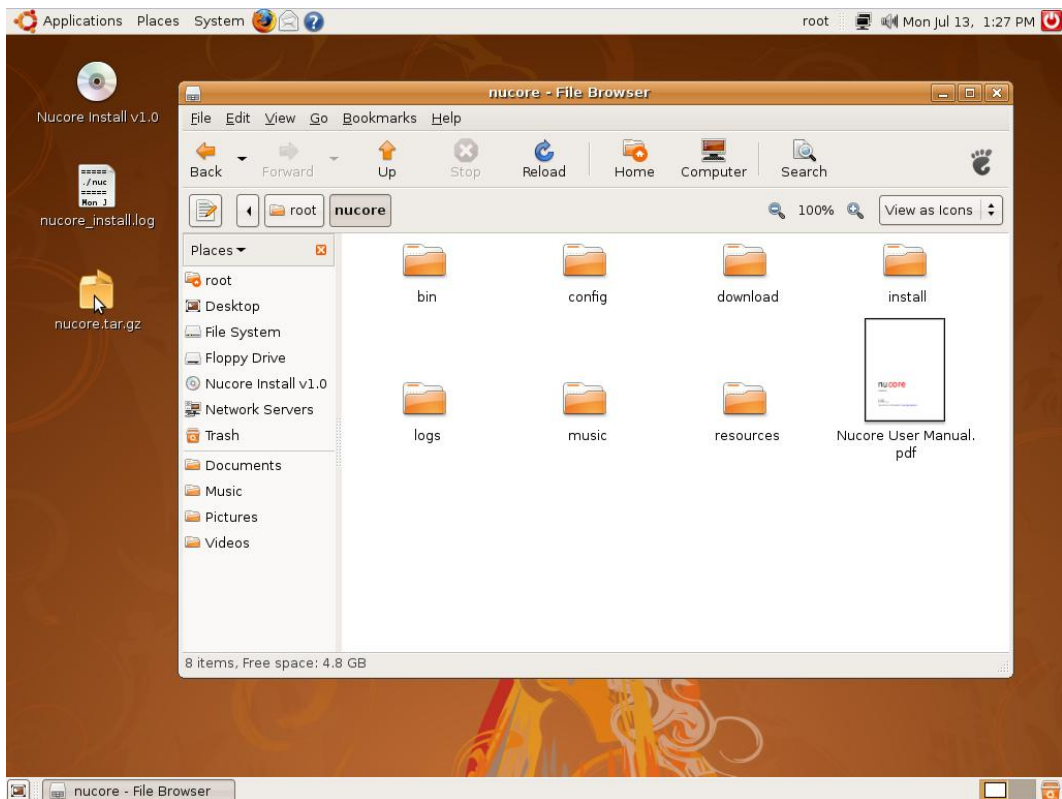 Applications Places System
root
Mon Jul 13, 1:27 PM
Nucore Install v1.0
=====
./nuc
=====
Mon J
nucore_install.log
nucore.tar.gz
nucore - File Browser
File Edit View Go Bookmarks Help
Back Forward Up Stop Reload Home Computer Search
root nucore 100% View as Icons
Places
root
Desktop
File System
Floppy Drive
Nucore Install v1.0
Network Servers
Trash
Documents
Music
Pictures
Videos
bin config download install
nucore
logs music resources Nucore User Manual.
pdf
8 items, Free space: 4.8 GB
nucore - File Browser